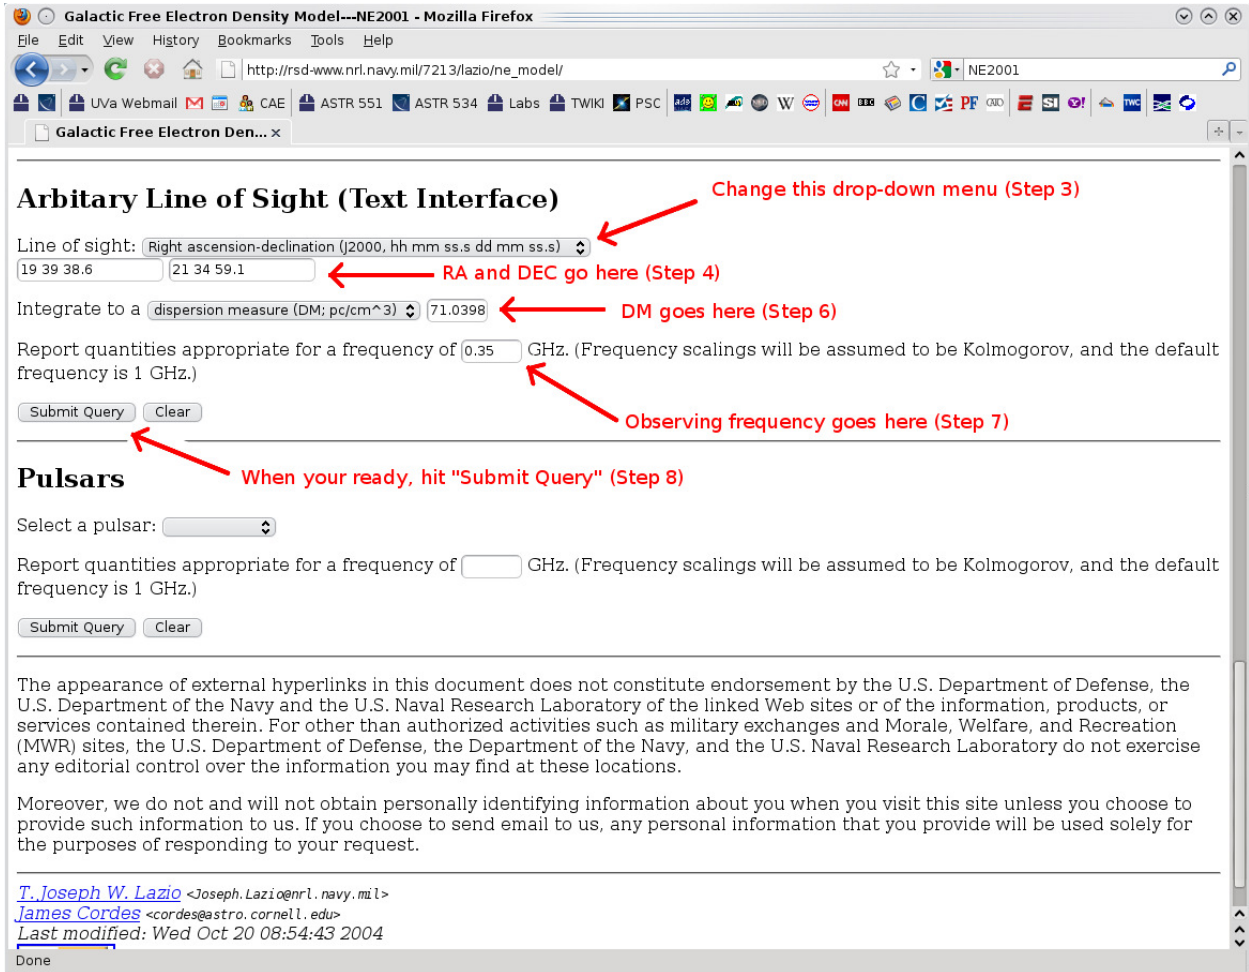 Galactic Free Electron Density Model---NE2001 - Mozilla Firefox
File Edit View History Bookmarks Tools Help
http://rsd-www.nrl.navy.mil/7213/lazio/ne_model/ NE2001
UVa Webmail CAE ASTR 551 ASTR 534 Labs TWIKI PSC
Galactic Free Electron Den... x
Arbitary Line of Sight (Text Interface)
Change this drop-down menu (Step 3)
Line of sight: Right ascension-declination (J2000, hh mm ss.s dd mm ss.s)
19 39 38.6 21 34 59.1
RA and DEC go here (Step 4)
Integrate to a dispersion measure (DM; pc/cm^3) 71.0398
DM goes here (Step 6)
Report quantities appropriate for a frequency of 0.35 GHz. (Frequency scalings will be assumed to be Kolmogorov, and the default
frequency is 1 GHz.)
Submit Query Clear
Observing frequency goes here (Step 7)
When your ready, hit "Submit Query" (Step 8)
Pulsars
Select a pulsar:
Report quantities appropriate for a frequency of GHz. (Frequency scalings will be assumed to be Kolmogorov, and the default
frequency is 1 GHz.)
Submit Query Clear
The appearance of external hyperlinks in this document does not constitute endorsement by the U.S. Department of Defense, the
U.S. Department of the Navy and the U.S. Naval Research Laboratory of the linked Web sites or of the information, products, or
services contained therein. For other than authorized activities such as military exchanges and Morale, Welfare, and Recreation
(MWR) sites, the U.S. Department of Defense, the Department of the Navy, and the U.S. Naval Research Laboratory do not exercise
any editorial control over the information you may find at these locations.
Moreover, we do not and will not obtain personally identifying information about you when you visit this site unless you choose to
provide such information to us. If you choose to send email to us, any personal information that you provide will be used solely for
the purposes of responding to your request.
T. Joseph W. Lazio <Joseph.Lazio@nrl.navy.mil>
James Cordes <cordes@astro.cornell.edu>
Last modified: Wed Oct 20 08:54:43 2004
Done